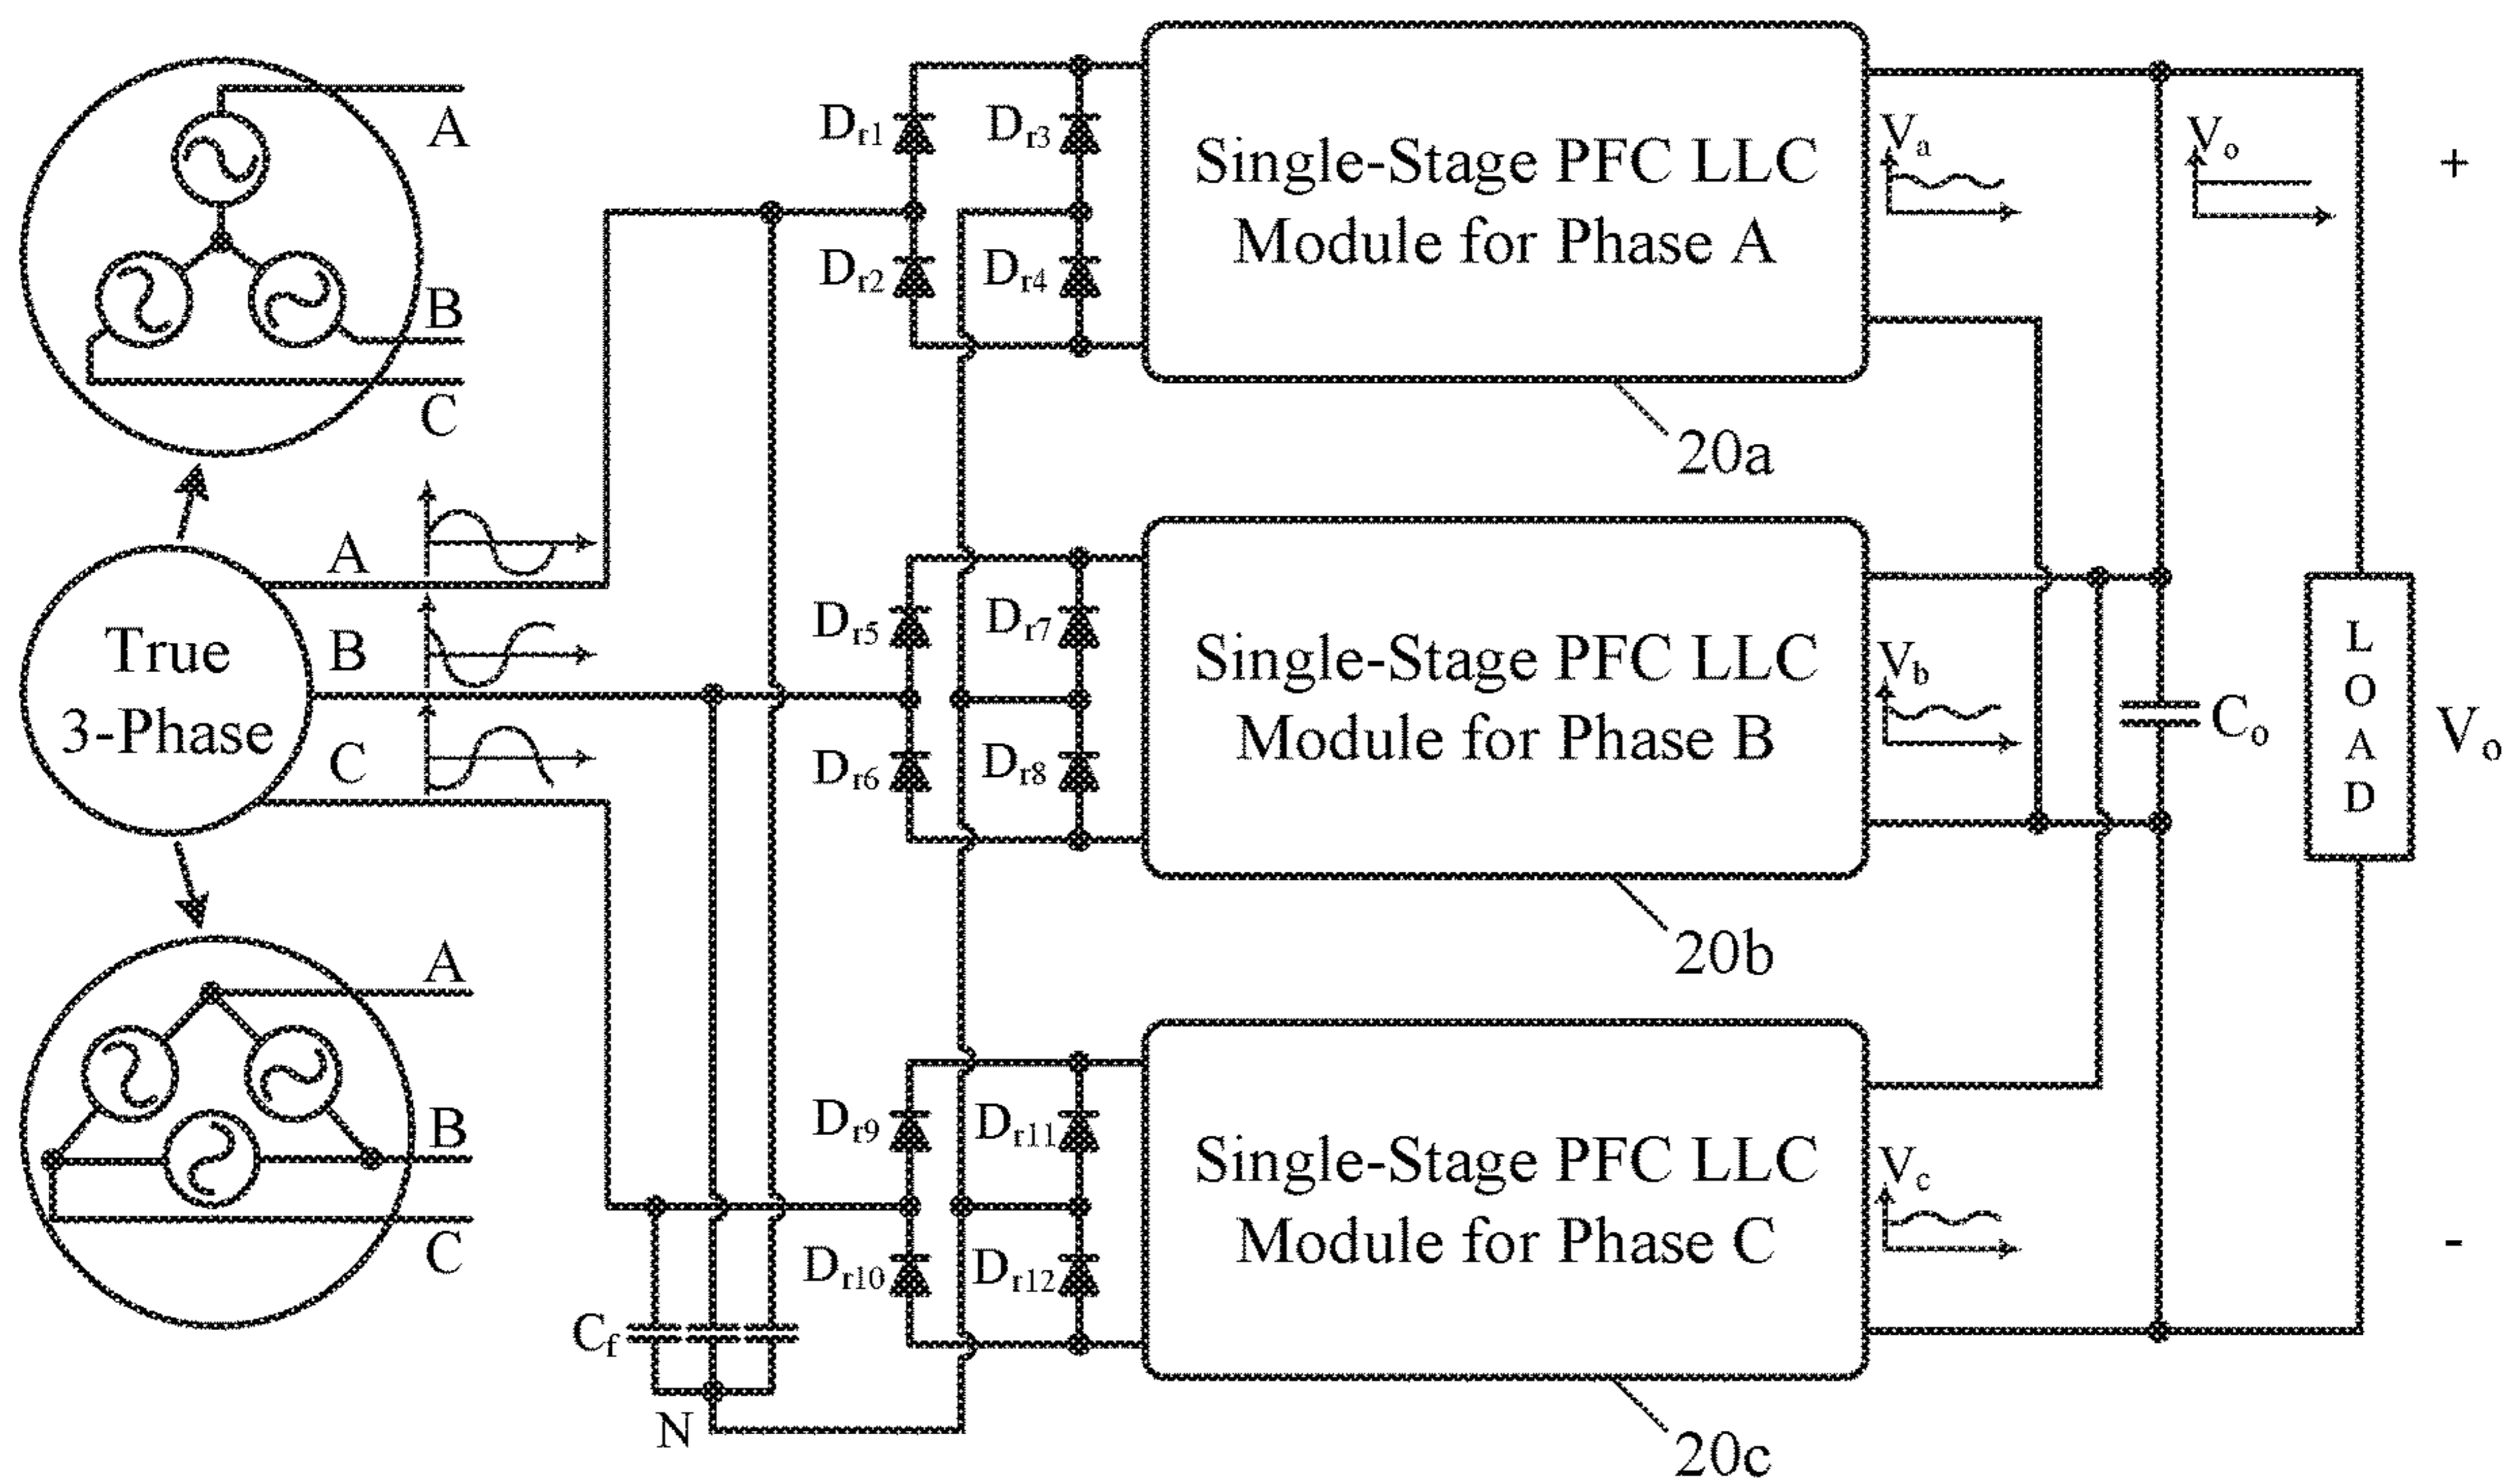 A
B
C
True
3-Phase
A
B
C
A
B
C
Dr1
Dr3
Dr2
Dr4
Single-Stage PFC LLC
Module for Phase A
20a
Va
Vo
+
Dr5
Dr7
Dr6
Dr8
Single-Stage PFC LLC
Module for Phase B
20b
Vb
Co
L
O
A
D
Vo
Dr9
Dr11
Dr10
Dr12
Single-Stage PFC LLC
Module for Phase C
20c
Vc
-
Cf
N